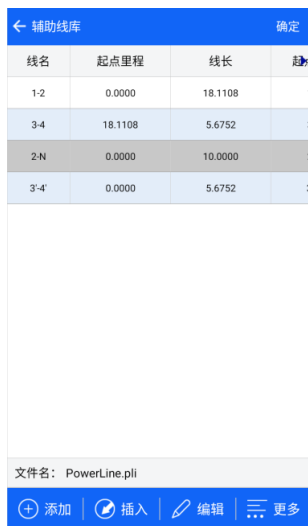 辅助线库 确定
线名 起点里程 线长
1-2 0.0000 18.1108
3-4 18.1108 5.6752
2-N 0.0000 10.0000
3'-4' 0.0000 5.6752
文件名： PowerLine.pli
添加 插入 编辑 更多